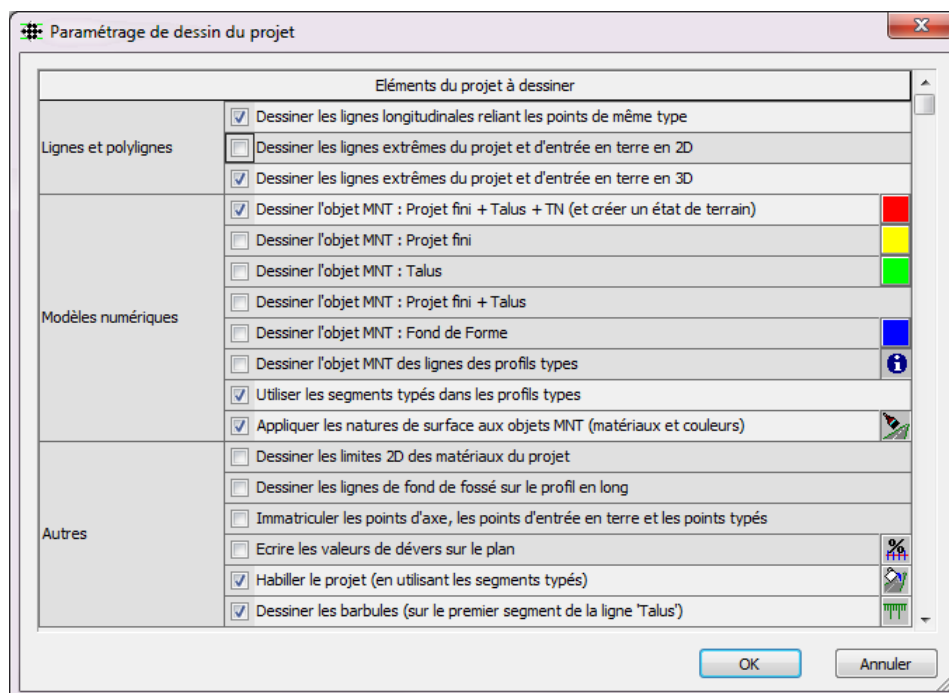 Paramétrage de dessin du projet
Eléments du projet à dessiner
Lignes et polylignes
Dessiner les lignes longitudinales reliant les points de même type
Dessiner les lignes extrêmes du projet et d'entrée en terre en 2D
Dessiner les lignes extrêmes du projet et d'entrée en terre en 3D
Modèles numériques
Dessiner l'objet MNT : Projet fini + Talus + TN (et créer un état de terrain)
Dessiner l'objet MNT : Projet fini
Dessiner l'objet MNT : Talus
Dessiner l'objet MNT : Projet fini + Talus
Dessiner l'objet MNT : Fond de Forme
Dessiner l'objet MNT des lignes des profils types
Utiliser les segments typés dans les profils types
Appliquer les natures de surface aux objets MNT (matériaux et couleurs)
Autres
Dessiner les limites 2D des matériaux du projet
Dessiner les lignes de fond de fossé sur le profil en long
Immatriculer les points d'axe, les points d'entrée en terre et les points typés
Ecrire les valeurs de dévers sur le plan
%
Habiller le projet (en utilisant les segments typés)
Dessiner les barbules (sur le premier segment de la ligne 'Talus')
OK
Annuler